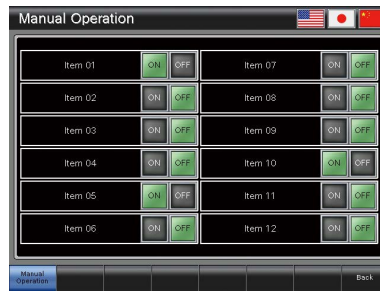 Manual Operation
Item 01 ON OFF Item 07 ON OFF
Item 02 ON OFF Item 08 ON OFF
Item 03 ON OFF Item 09 ON OFF
Item 04 ON OFF Item 10 ON OFF
Item 05 ON OFF Item 11 ON OFF
Item 06 ON OFF Item 12 ON OFF
Manual
Operation Back